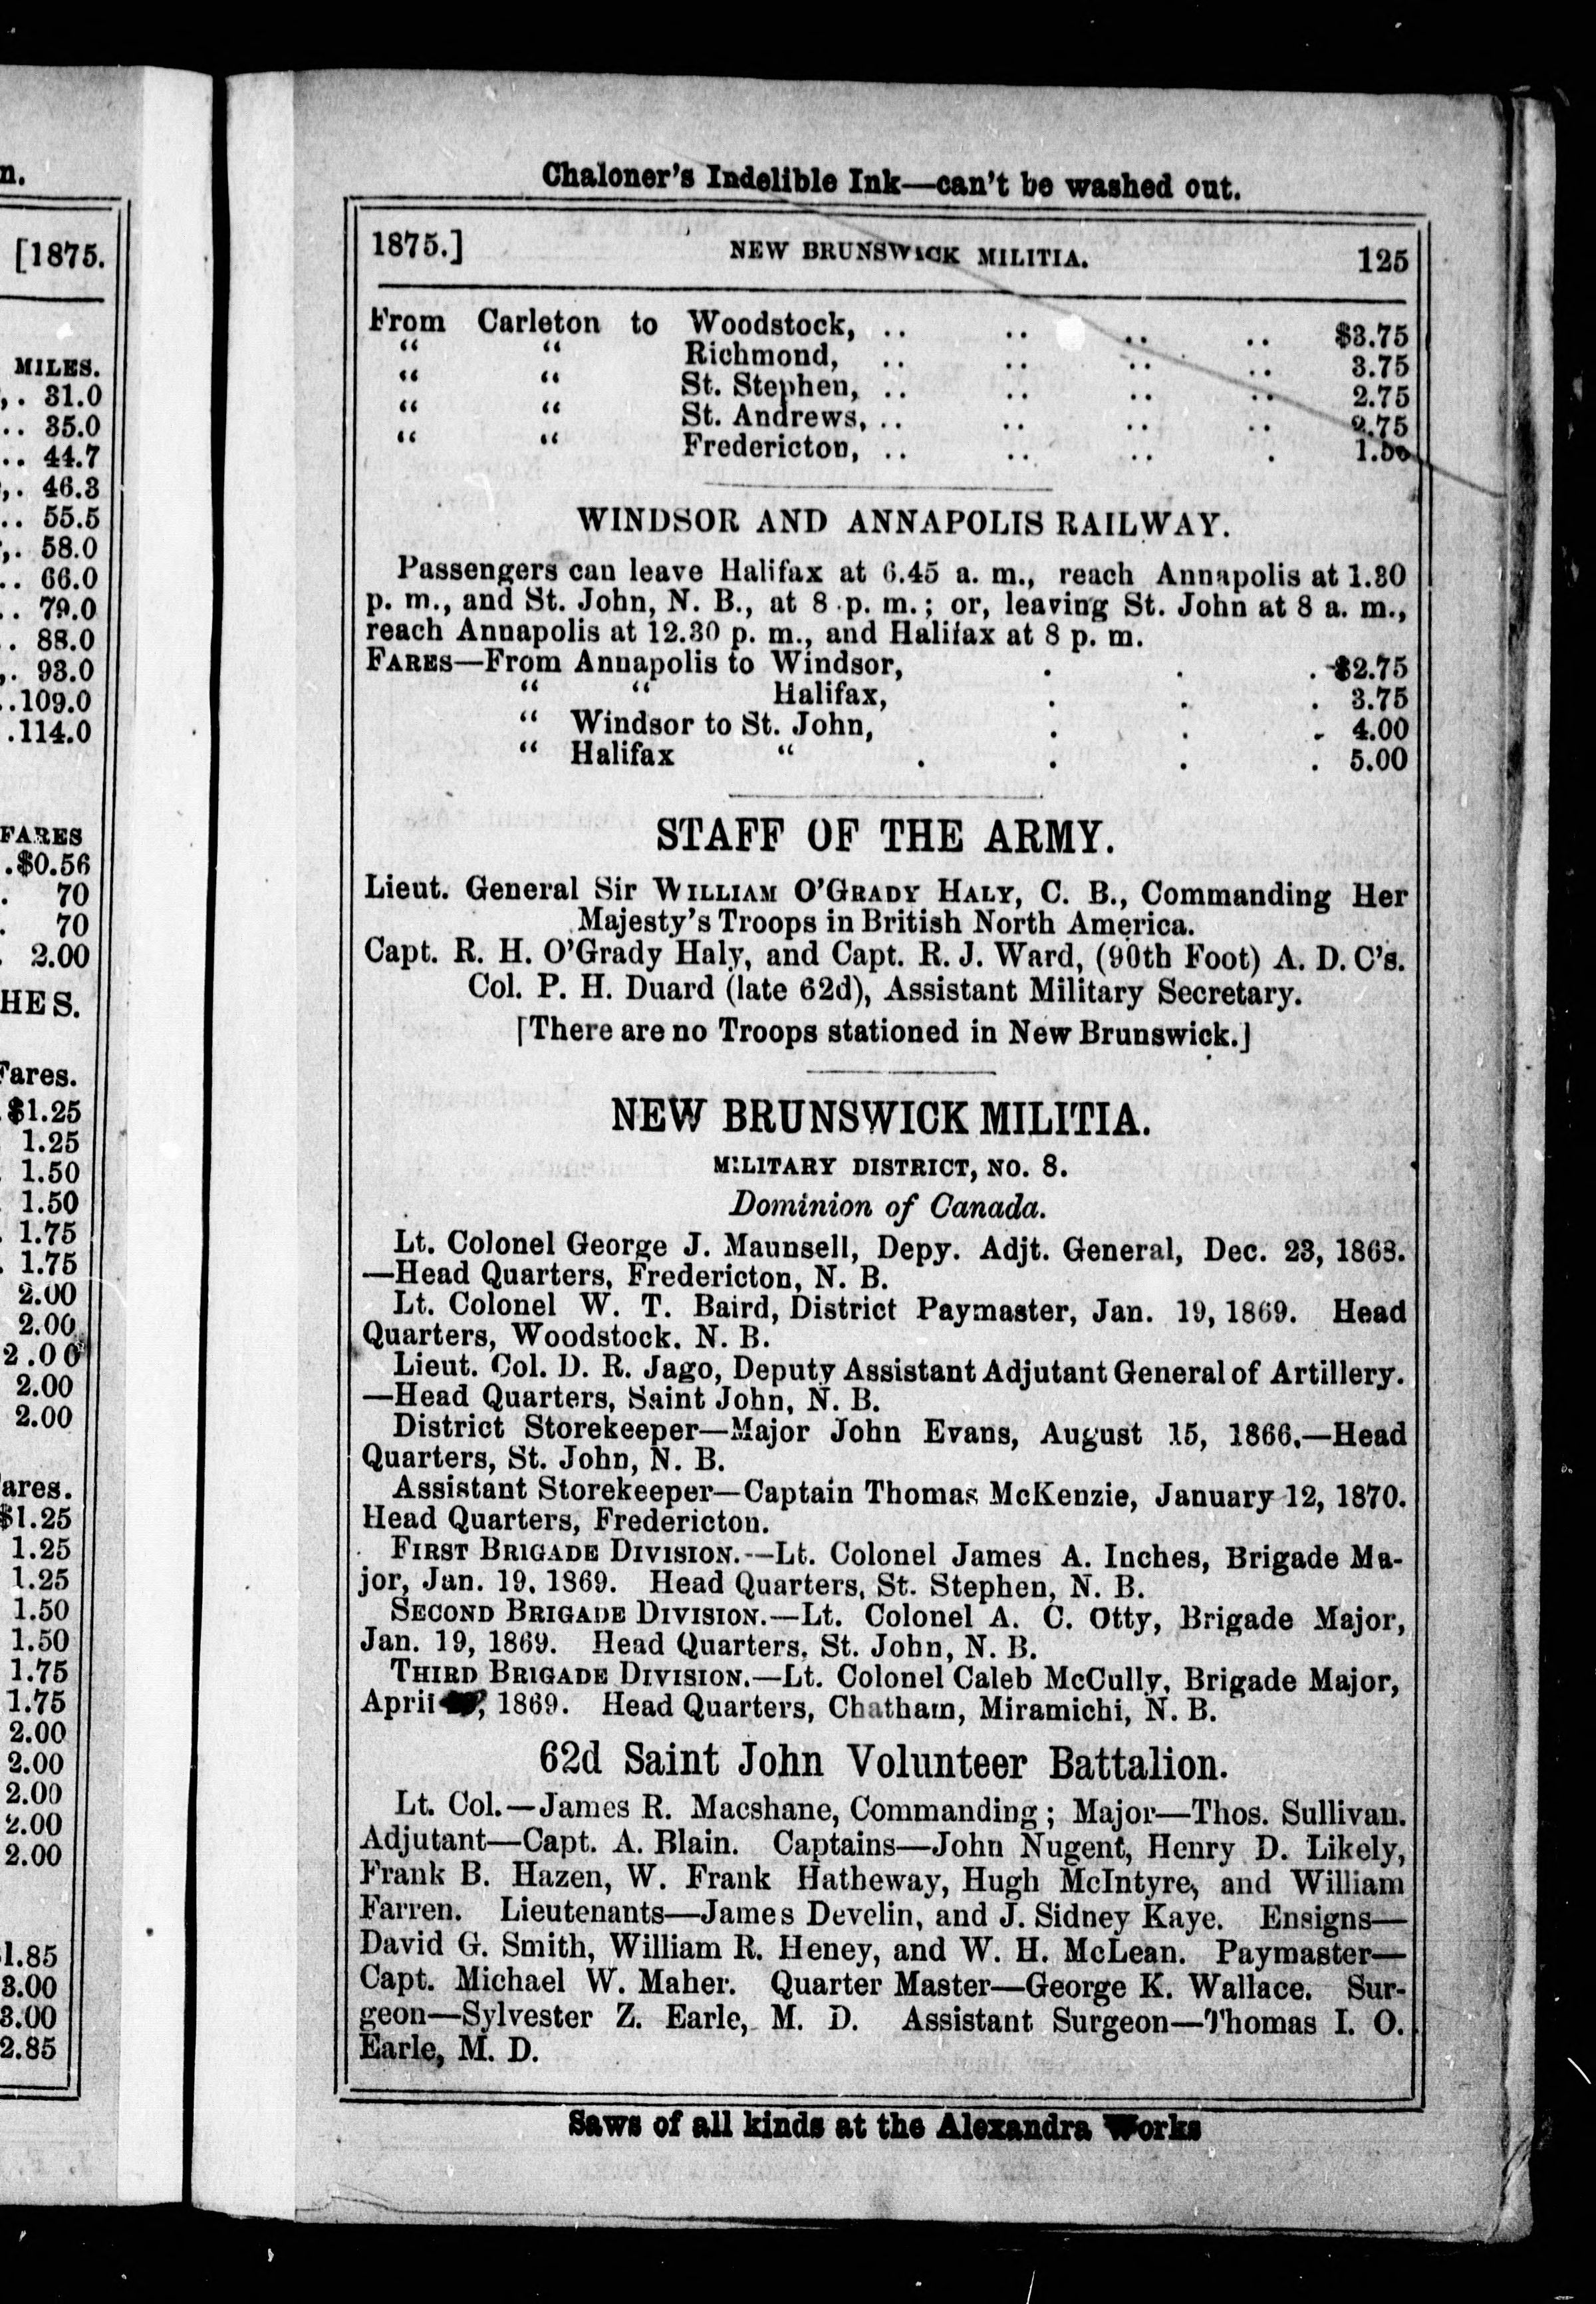 n.
[1875.
MILES.
31.0
35.0
44.7
46.3
55.5
58.0
66.0
79.0
88.0
93.0
109.0
114.0
FARES
$0.56
70
70
2.00
HES.
Fares.
$1.25
1.25
1.50
1.50
1.75
1.75
2.00
2.00
2.00
2.00
2.00
ares.
$1.25
1.25
1.25
1.50
1.50
1.75
1.75
2.00
2.00
2.00
2.00
2.00
1.85
3.00
3.00
2.85
Chaloner's Indelible Ink—can't be washed out.
1875.] NEW BRUNSWICK MILITIA. 125
From Carleton to Woodstock, .. .. .. .. $3.75
“ “ Richmond, .. .. .. .. 3.75
“ “ St. Stephen, .. .. .. .. 2.75
“ “ St. Andrews, .. .. .. .. 2.75
“ “ Fredericton, .. .. .. . 1.50
WINDSOR AND ANNAPOLIS RAILWAY.
Passengers can leave Halifax at 6.45 a. m., reach Annapolis at 1.30
p. m., and St. John, N. B., at 8 p. m.; or, leaving St. John at 8 a. m.,
reach Annapolis at 12.30 p. m., and Halifax at 8 p. m.
FARES—From Annapolis to Windsor, . . . $2.75
“ “ Halifax, . . . 3.75
“ Windsor to St. John, . . . 4.00
“ Halifax “ . . . . 5.00
STAFF OF THE ARMY.
Lieut. General Sir WILLIAM O'GRADY HALY, C. B., Commanding Her
Majesty's Troops in British North America.
Capt. R. H. O'Grady Haly, and Capt. R. J. Ward, (90th Foot) A. D. C's.
Col. P. H. Duard (late 62d), Assistant Military Secretary.
[There are no Troops stationed in New Brunswick.]
NEW BRUNSWICK MILITIA.
MILITARY DISTRICT, NO. 8.
Dominion of Canada.
Lt. Colonel George J. Maunsell, Depy. Adjt. General, Dec. 23, 1868.
—Head Quarters, Fredericton, N. B.
Lt. Colonel W. T. Baird, District Paymaster, Jan. 19, 1869. Head
Quarters, Woodstock. N. B.
Lieut. Col. D. R. Jago, Deputy Assistant Adjutant General of Artillery.
—Head Quarters, Saint John, N. B.
District Storekeeper—Major John Evans, August 15, 1866.—Head
Quarters, St. John, N. B.
Assistant Storekeeper—Captain Thomas McKenzie, January 12, 1870.
Head Quarters, Fredericton.
FIRST BRIGADE DIVISION.—Lt. Colonel James A. Inches, Brigade Ma-
jor, Jan. 19, 1869. Head Quarters, St. Stephen, N. B.
SECOND BRIGADE DIVISION.—Lt. Colonel A. C. Otty, Brigade Major,
Jan. 19, 1869. Head Quarters, St. John, N. B.
THIRD BRIGADE DIVISION.—Lt. Colonel Caleb McCully, Brigade Major,
April , 1869. Head Quarters, Chatham, Miramichi, N. B.
62d Saint John Volunteer Battalion.
Lt. Col.—James R. Macshane, Commanding; Major—Thos. Sullivan.
Adjutant—Capt. A. Blain. Captains—John Nugent, Henry D. Likely,
Frank B. Hazen, W. Frank Hatheway, Hugh McIntyre, and William
Farren. Lieutenants—James Develin, and J. Sidney Kaye. Ensigns—
David G. Smith, William R. Heney, and W. H. McLean. Paymaster—
Capt. Michael W. Maher. Quarter Master—George K. Wallace. Sur-
geon—Sylvester Z. Earle, M. D. Assistant Surgeon—Thomas I. O.
Earle, M. D.
Saws of all kinds at the Alexandra Works